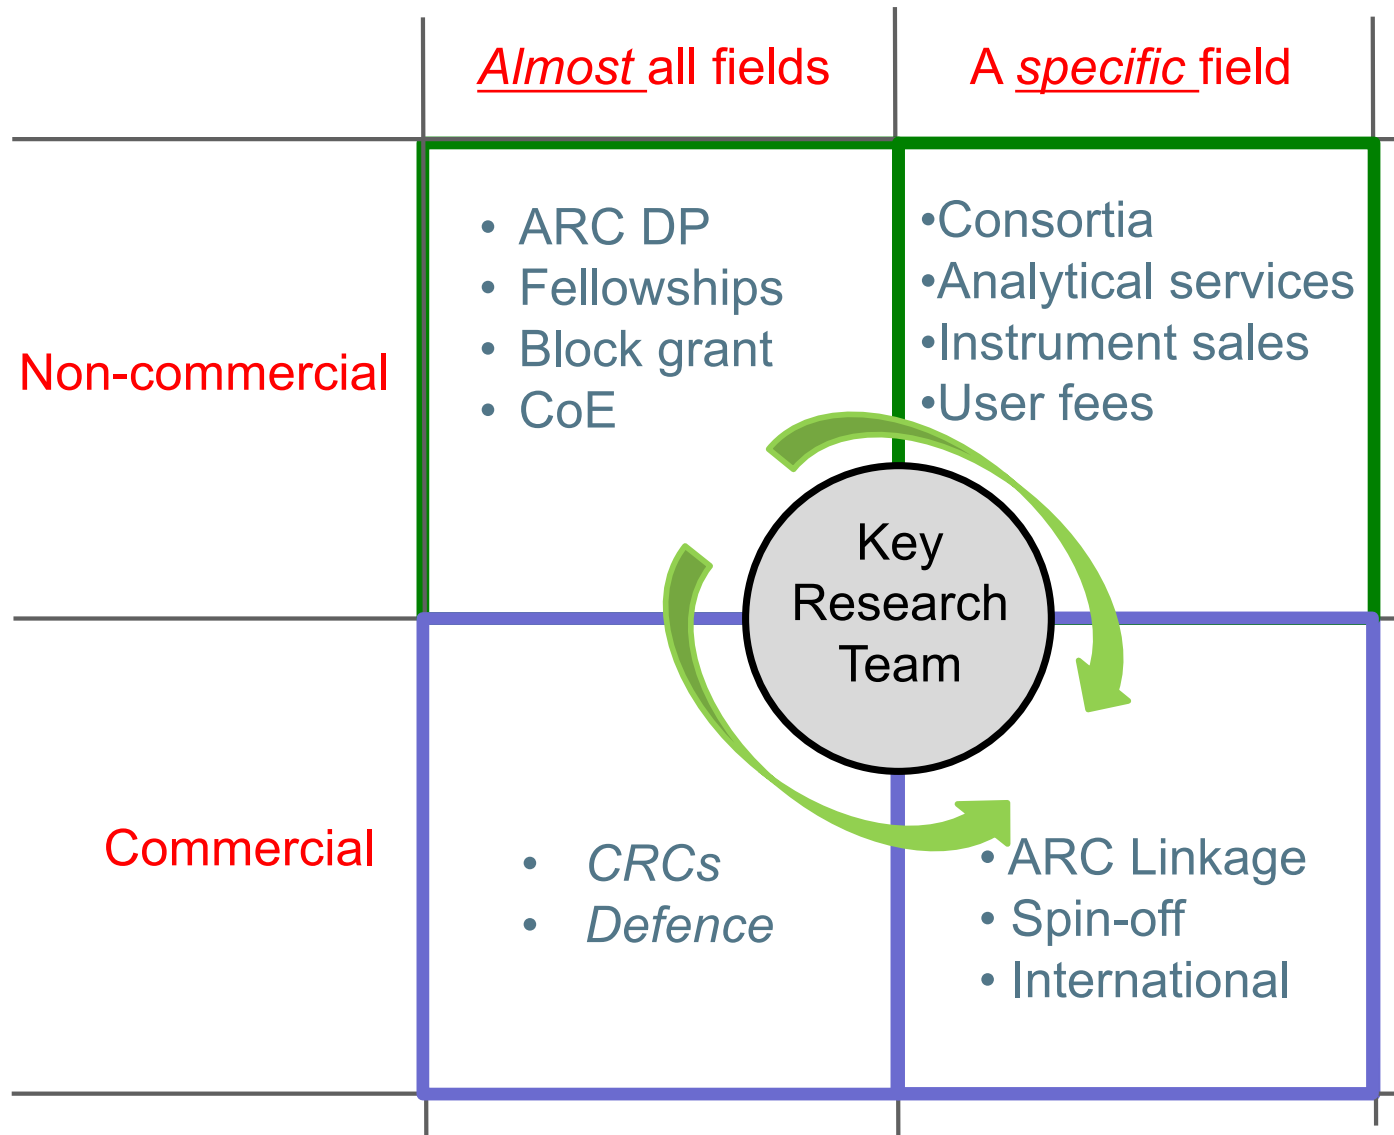 Almost all fields
A specific field
Non-commercial
• ARC DP
• Fellowships
• Block grant
• CoE
•Consortia
•Analytical services
•Instrument sales
•User fees
Key
Research
Team
Commercial
• CRCs
• Defence
• ARC Linkage
• Spin-off
• International